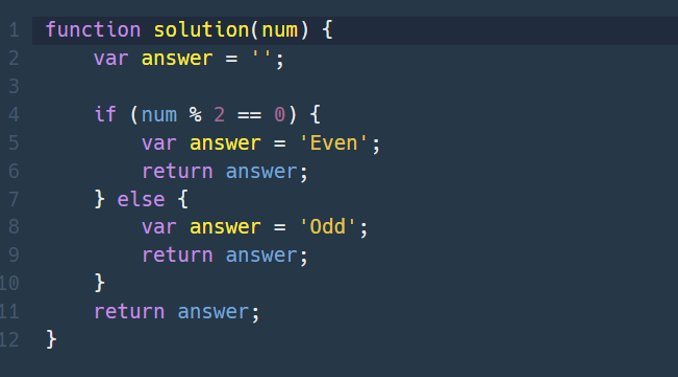 1 function solution(num) {
2     var answer = '';
3
4     if (num % 2 == 0) {
5         var answer = 'Even';
6         return answer;
7     } else {
8         var answer = 'Odd';
9         return answer;
10     }
11     return answer;
12 }